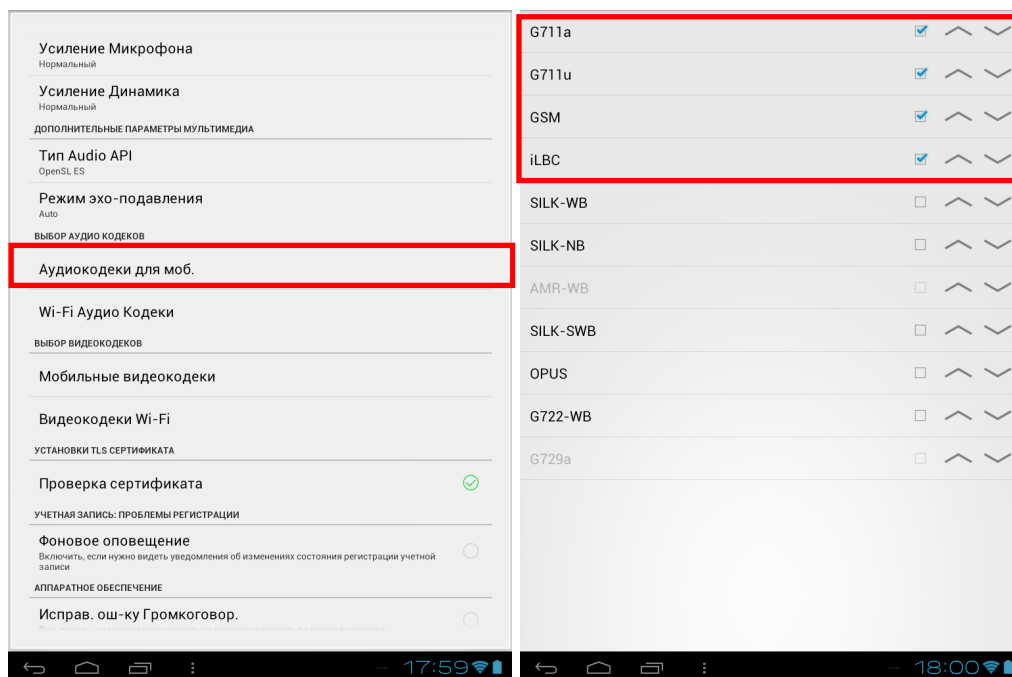 Усиление Микрофона
Нормальный
Усиление Динамика
Нормальный
ДОПОЛНИТЕЛЬНЫЕ ПАРАМЕТРЫ МУЛЬТИМЕДИА
Тип Audio API
OpenSL ES
Режим эхо-подавления
Auto
ВЫБОР АУДИО КОДЕКОВ
Аудиокодеки для моб.
Wi-Fi Аудио Кодеки
ВЫБОР ВИДЕОКОДЕКОВ
Мобильные видеокодеки
Видеокодеки Wi-Fi
УСТАНОВКИ TLS СЕРТИФИКАТА
Проверка сертификата
УЧЕТНАЯ ЗАПИСЬ: ПРОБЛЕМЫ РЕГИСТРАЦИИ
Фоновое оповещение
Включить, если нужно видеть уведомления об изменениях состояния регистрации учетной
записи
АППАРАТНОЕ ОБЕСПЕЧЕНИЕ
Исправ. ош-ку Громкоговор.
17:59
G711a
G711u
GSM
iLBC
SILK-WB
SILK-NB
AMR-WB
SILK-SWB
OPUS
G722-WB
G729a
18:00